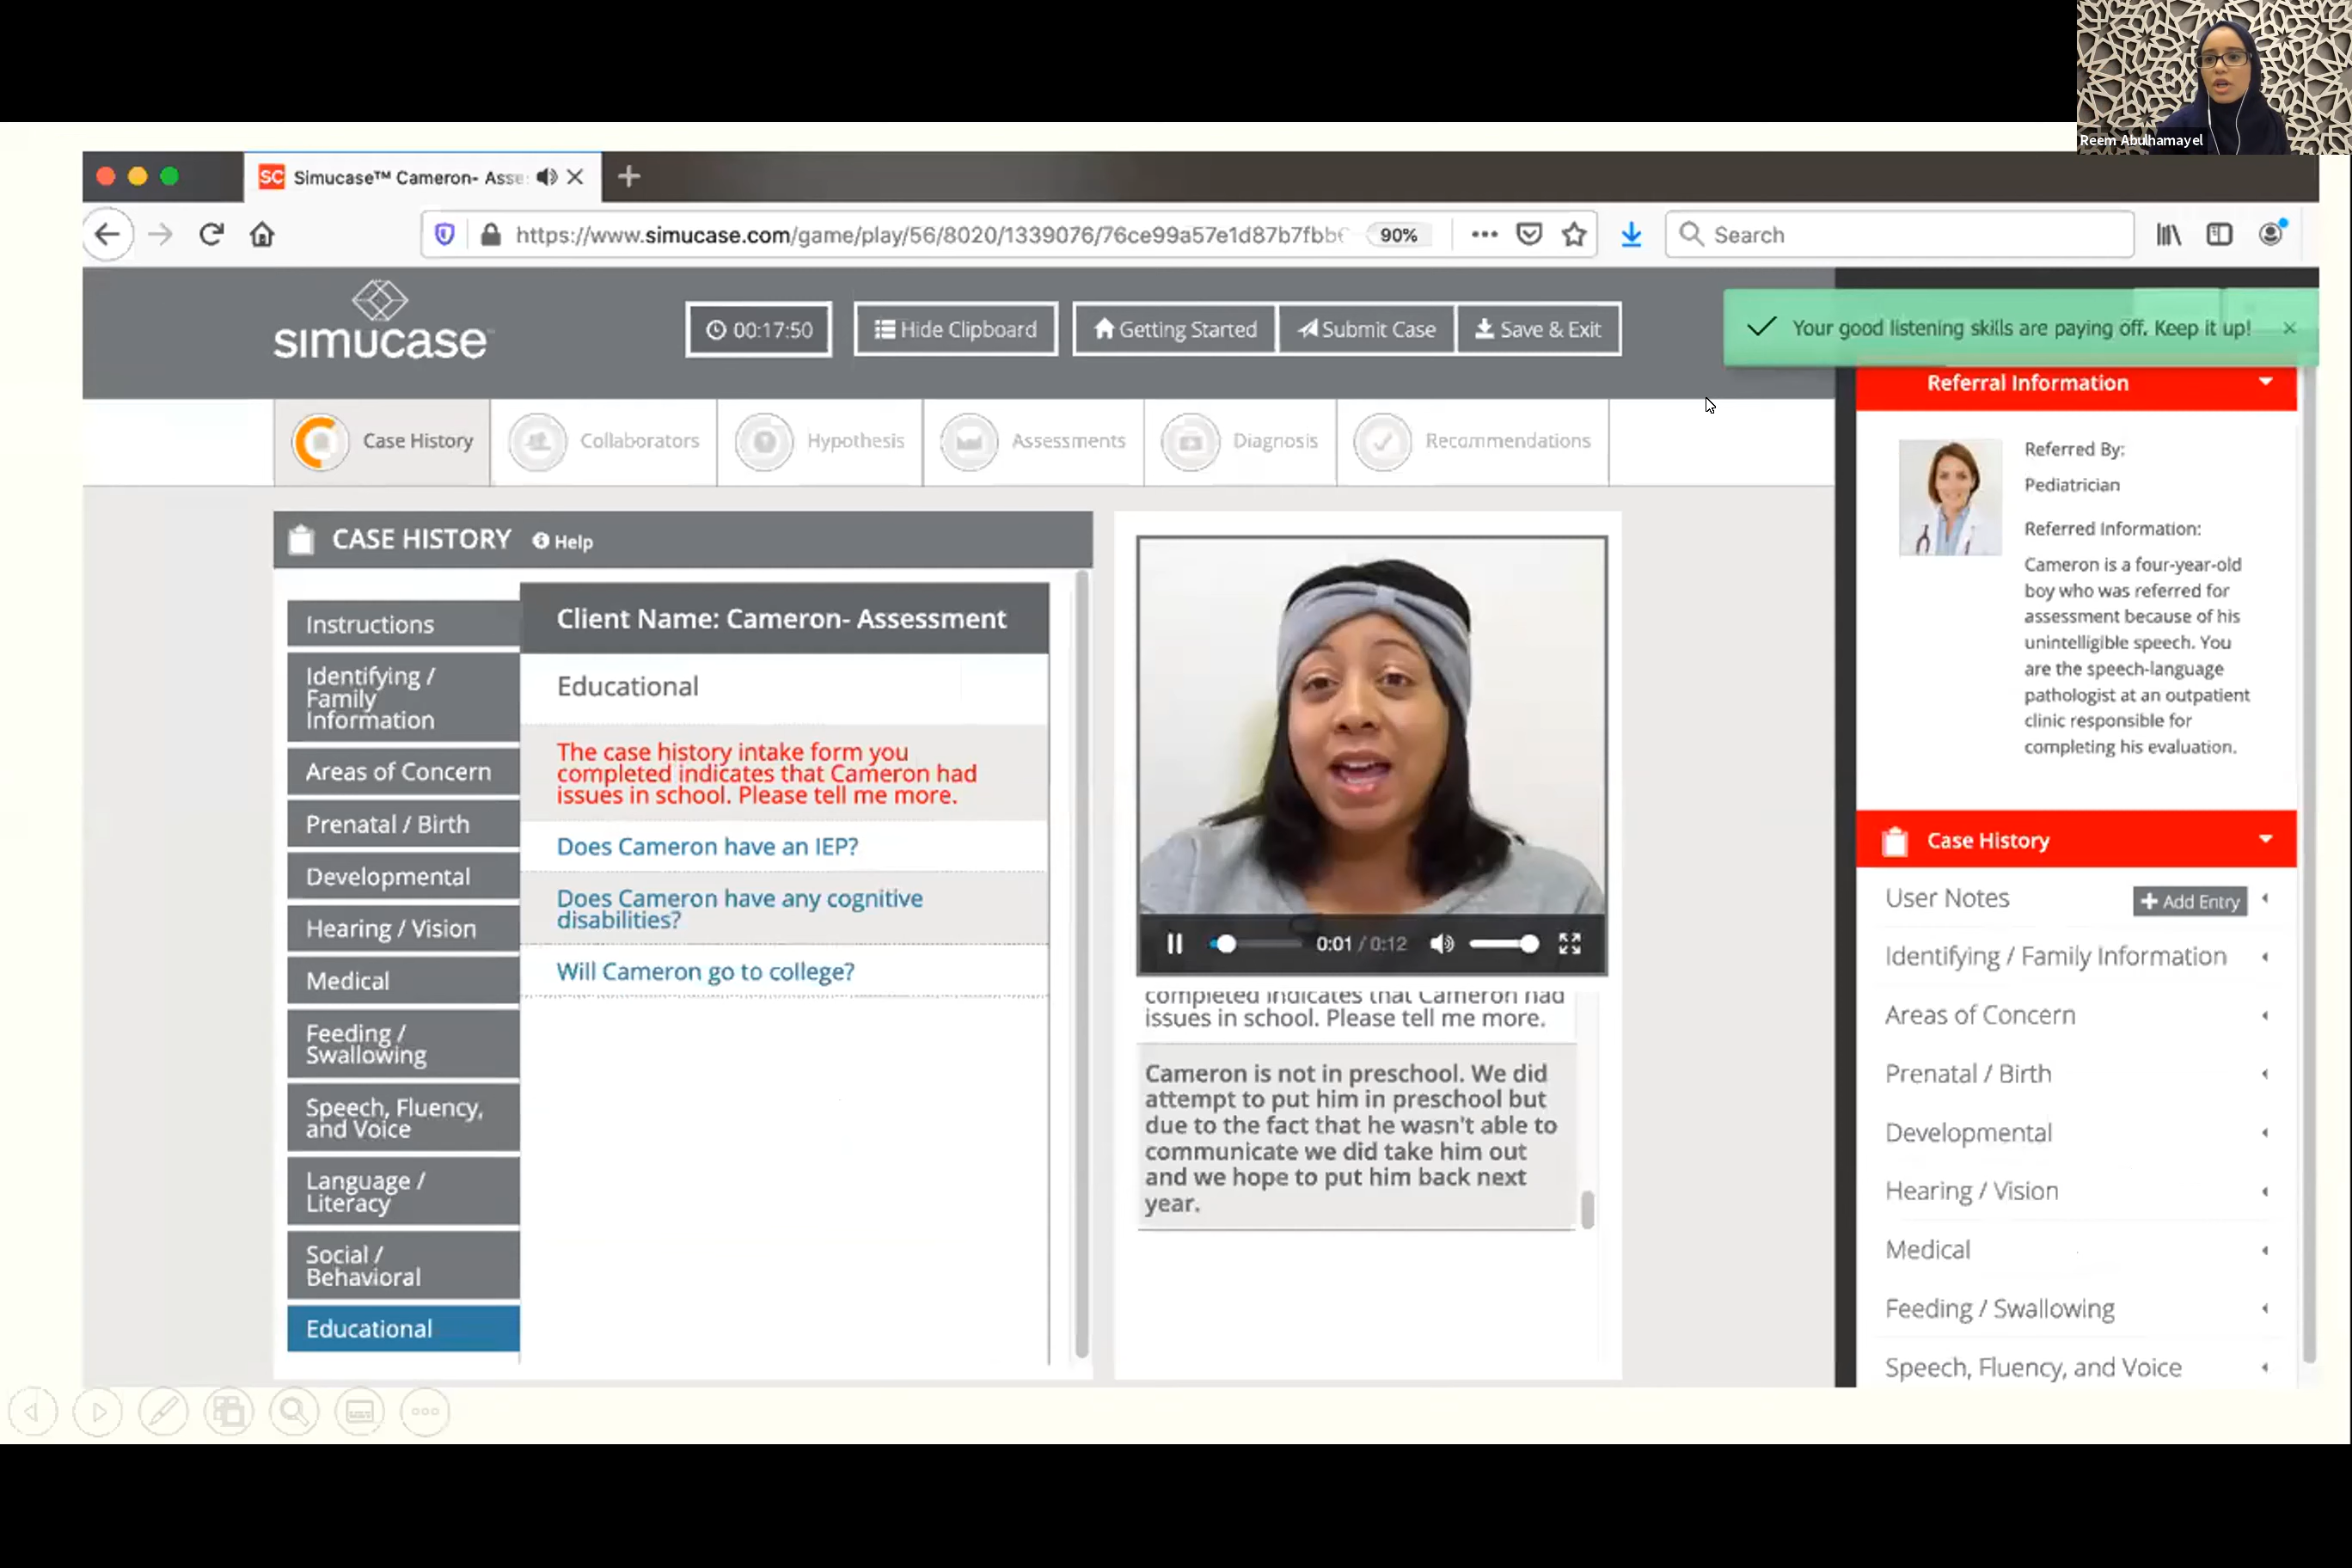 Reem Abulhamayel
SC Simucase™ Cameron- Asse
https://www.simucase.com/game/play/56/8020/1339076/76ce99a57e1d87b7fbb
90%
Search
simucase
00:17:50
Hide Clipboard
Getting Started
Submit Case
Save & Exit
Your good listening skills are paying off. Keep it up!
Case History
Collaborators
Hypothesis
Assessments
Diagnosis
Recommendations
CASE HISTORY
Help
Instructions
Identifying /
Family
Information
Areas of Concern
Prenatal / Birth
Developmental
Hearing / Vision
Medical
Feeding /
Swallowing
Speech, Fluency,
and Voice
Language /
Literacy
Social /
Behavioral
Educational
Client Name: Cameron- Assessment
Educational
The case history intake form you
completed indicates that Cameron had
issues in school. Please tell me more.
Does Cameron have an IEP?
Does Cameron have any cognitive
disabilities?
Will Cameron go to college?
0:01 / 0:12
completed indicates that Cameron had
issues in school. Please tell me more.
Cameron is not in preschool. We did
attempt to put him in preschool but
due to the fact that he wasn't able to
communicate we did take him out
and we hope to put him back next
year.
Referral Information
Referred By:
Pediatrician
Referred Information:
Cameron is a four-year-old
boy who was referred for
assessment because of his
unintelligible speech. You
are the speech-language
pathologist at an outpatient
clinic responsible for
completing his evaluation.
Case History
User Notes
Add Entry
Identifying / Family Information
Areas of Concern
Prenatal / Birth
Developmental
Hearing / Vision
Medical
Feeding / Swallowing
Speech, Fluency, and Voice